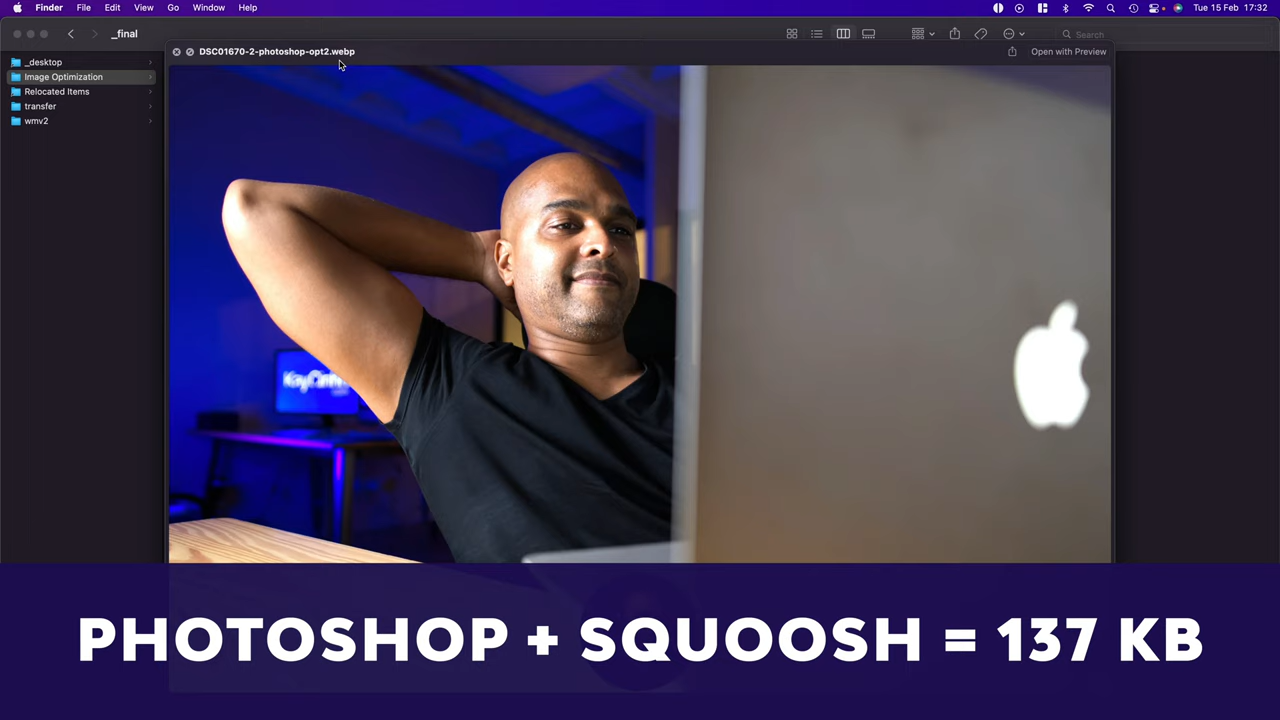 Finder File Edit View Go Window Help Tue 15 Feb 17:32
_final Search
DSC01670-2-photoshop-opt2.webp Open with Preview
_desktop
Image Optimization
Relocated Items
transfer
wmv2
PHOTOSHOP + SQUOOSH = 137 KB